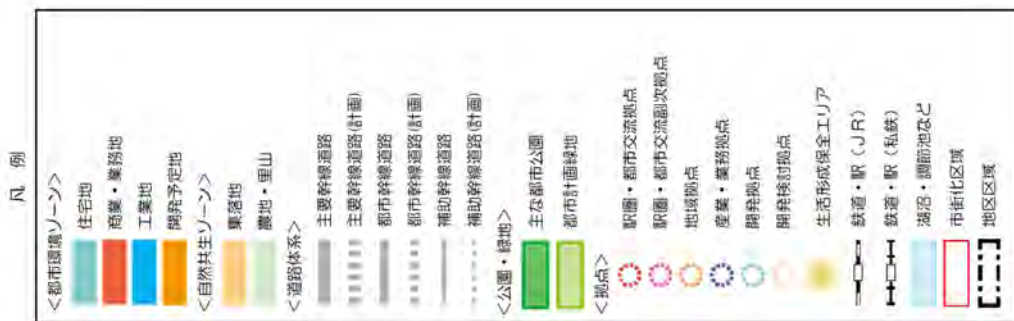 凡　例
<都市環境ゾーン>
住宅地
商業・業務地
工業地
開発予定地
<自然共生ゾーン>
集落地
農地・里山
<道路体系>
主要幹線道路
主要幹線道路(計画)
都市幹線道路
都市幹線道路(計画)
補助幹線道路
補助幹線道路(計画)
<公園・緑地>
主な都市公園
都市計画緑地
<拠点>
駅圏・都市交流拠点
駅圏・都市交流副次拠点
地域拠点
産業・業務拠点
開発拠点
開発検討拠点
生活形成保全エリア
鉄道・駅（ＪＲ）
鉄道・駅（私鉄）
湖沼・調節池など
市街化区域
地区区域